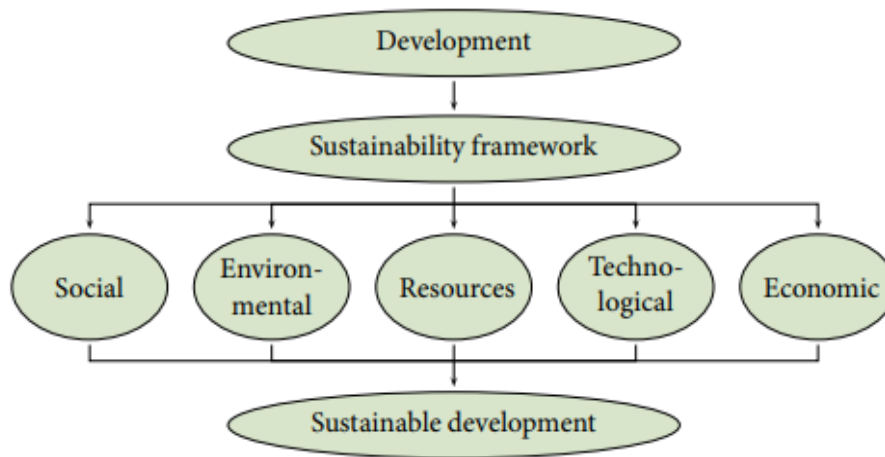 Development
Sustainability framework
Social
Environ-
mental
Resources
Techno-
logical
Economic
Sustainable development